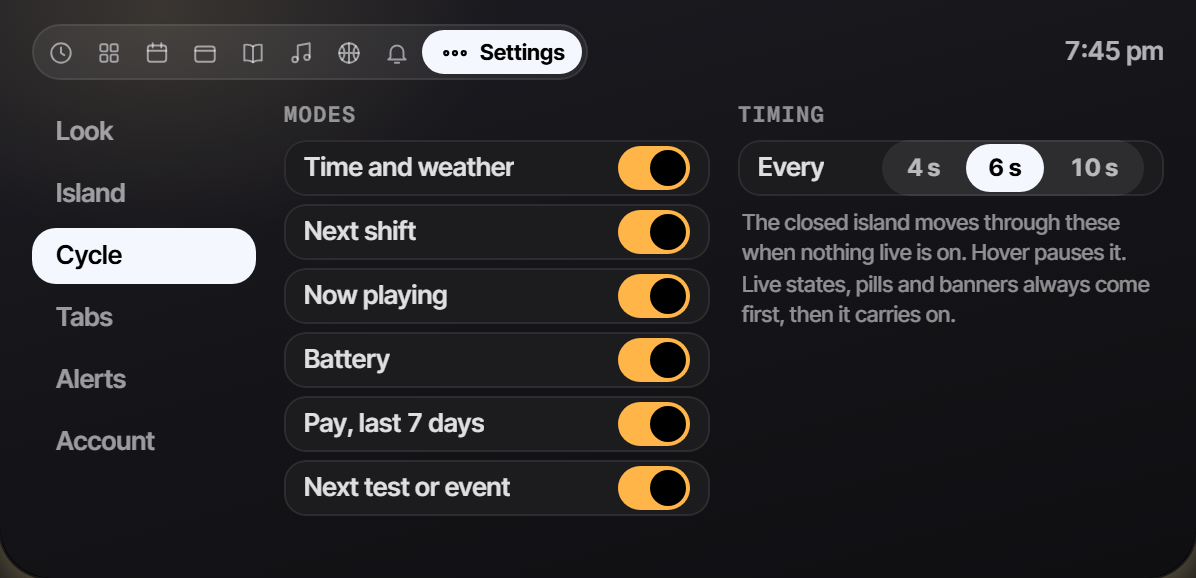 Settings
7:45 pm
Look
Island
Cycle
Tabs
Alerts
Account
MODES
Time and weather
Next shift
Now playing
Battery
Pay, last 7 days
Next test or event
TIMING
Every 4 s 6 s 10 s
The closed island moves through these
when nothing live is on. Hover pauses it.
Live states, pills and banners always come
first, then it carries on.